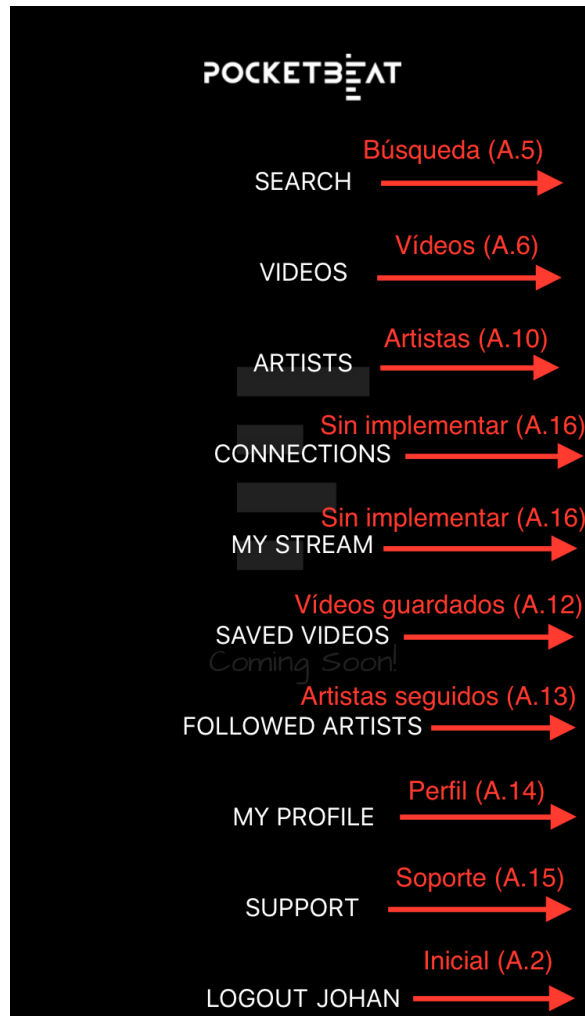 POCKETBEAT
Búsqueda (A.5)
SEARCH
Vídeos (A.6)
VIDEOS
Artistas (A.10)
ARTISTS
Sin implementar (A.16)
CONNECTIONS
Sin implementar (A.16)
MY STREAM
Vídeos guardados (A.12)
SAVED VIDEOS
Coming Soon!
Artistas seguidos (A.13)
FOLLOWED ARTISTS
Perfil (A.14)
MY PROFILE
Soporte (A.15)
SUPPORT
Inicial (A.2)
LOGOUT JOHAN